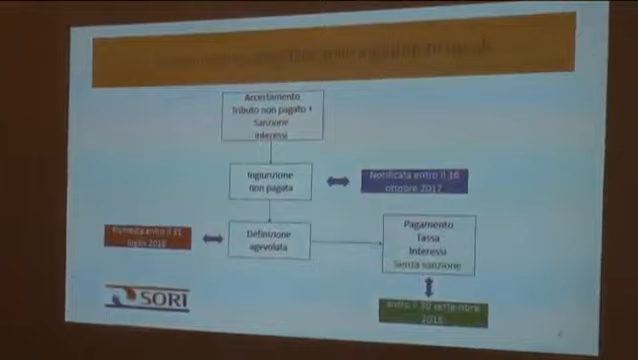 Accertamento
Tributo non pagato +
Sanzione
Interessi
Ingiunzione
non pagata
Notificata entro il 16
ottobre 2017
Richiesta entro il 31
luglio 2018
Definizione
agevolata
Pagamento
Tassa
Interessi
Senza sanzione
SORI
entro il 30 settembre